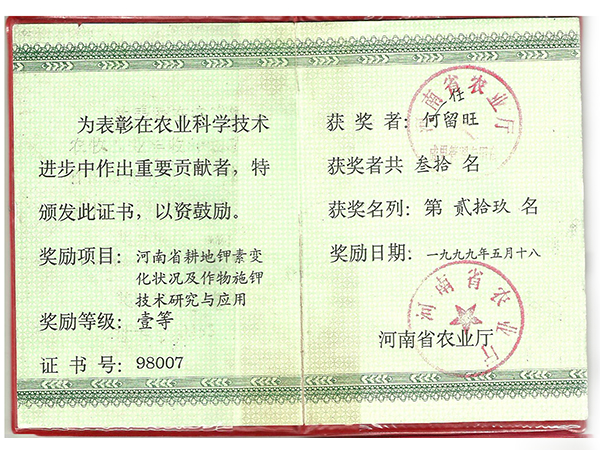 为表彰在农业科学技术
进步中作出重要贡献者，特
颁发此证书，以资鼓励。
奖励项目：河南省耕地钾素变
化状况及作物施钾
技术研究与应用
奖励等级：壹等
证 书 号：98007
任
获 奖 者：何留旺
获奖者共 叁拾 名
获奖名列：第 贰拾玖 名
奖励日期：一九九九年五月十八
河南省农业厅
河南省农业厅
河南省农业厅